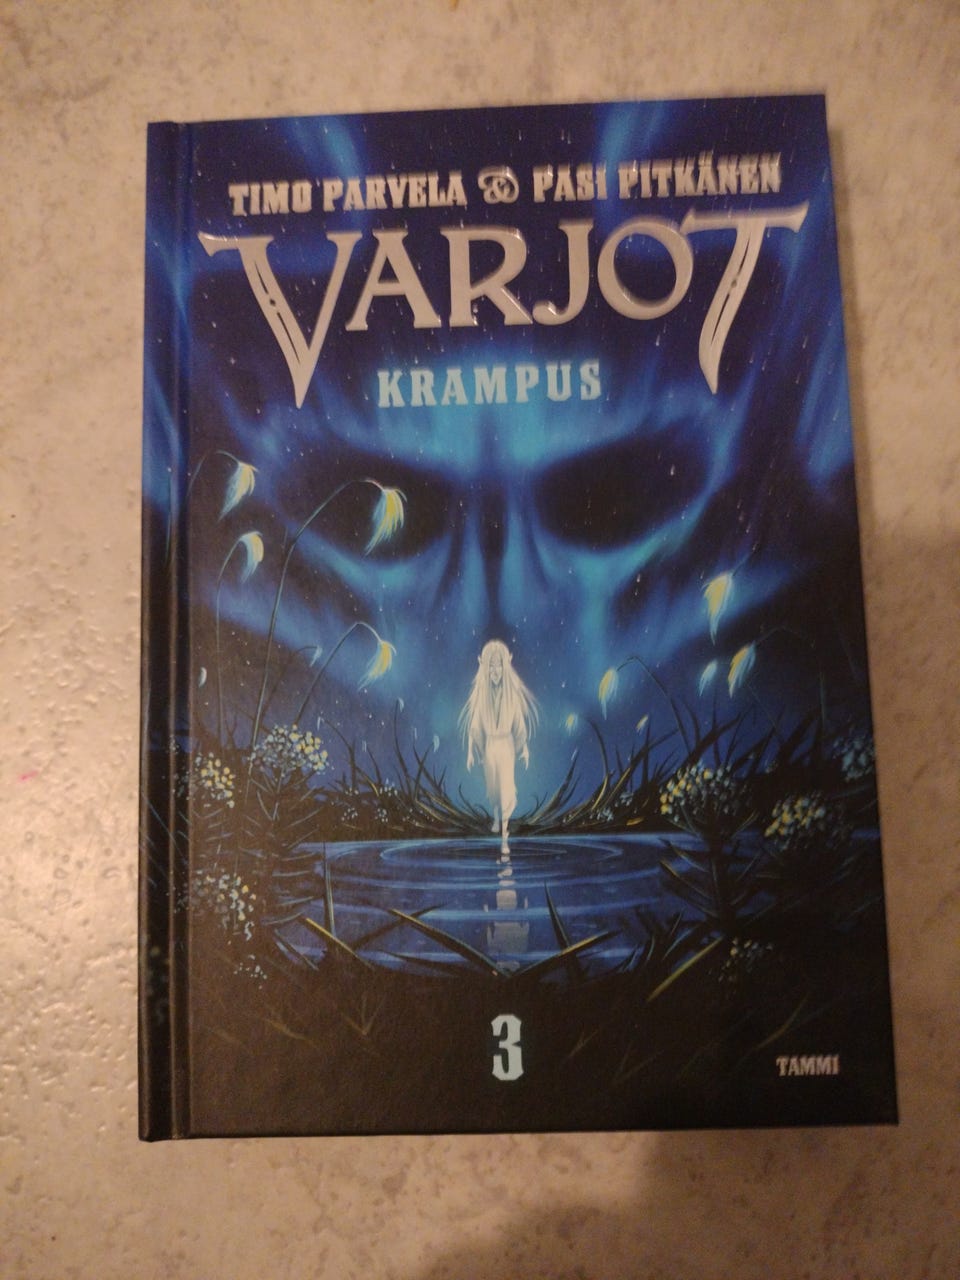 TIMO PARVELA & PASI PITKÄNEN
VARJOT
KRAMPUS
3
TAMMI